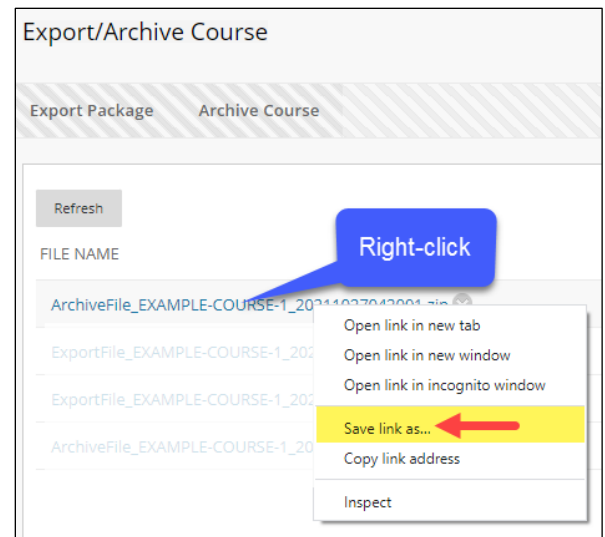 Export/Archive Course
Export Package Archive Course
Refresh
Right-click
FILE NAME
ArchiveFile_EXAMPLE-COURSE-1_20211027042001.zip
Open link in new tab
ExportFile_EXAMPLE-COURSE-1_202
Open link in new window
Open link in incognito window
ExportFile_EXAMPLE-COURSE-1_202
Save link as...
ArchiveFile_EXAMPLE-COURSE-1_20
Copy link address
Inspect